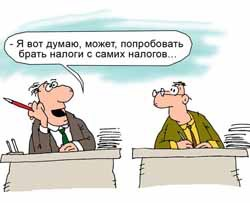 - Я вот думаю, может, попробовать
брать налоги с самих налогов...